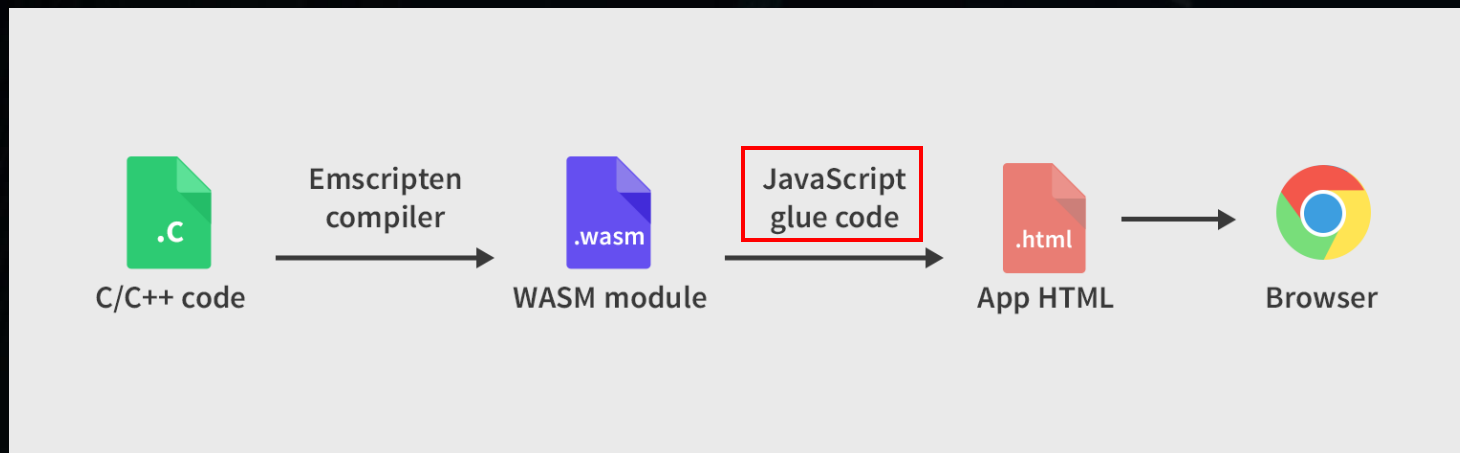 Emscripten
compiler
JavaScript
glue code
.c
.wasm
.html
C/C++ code
WASM module
App HTML
Browser